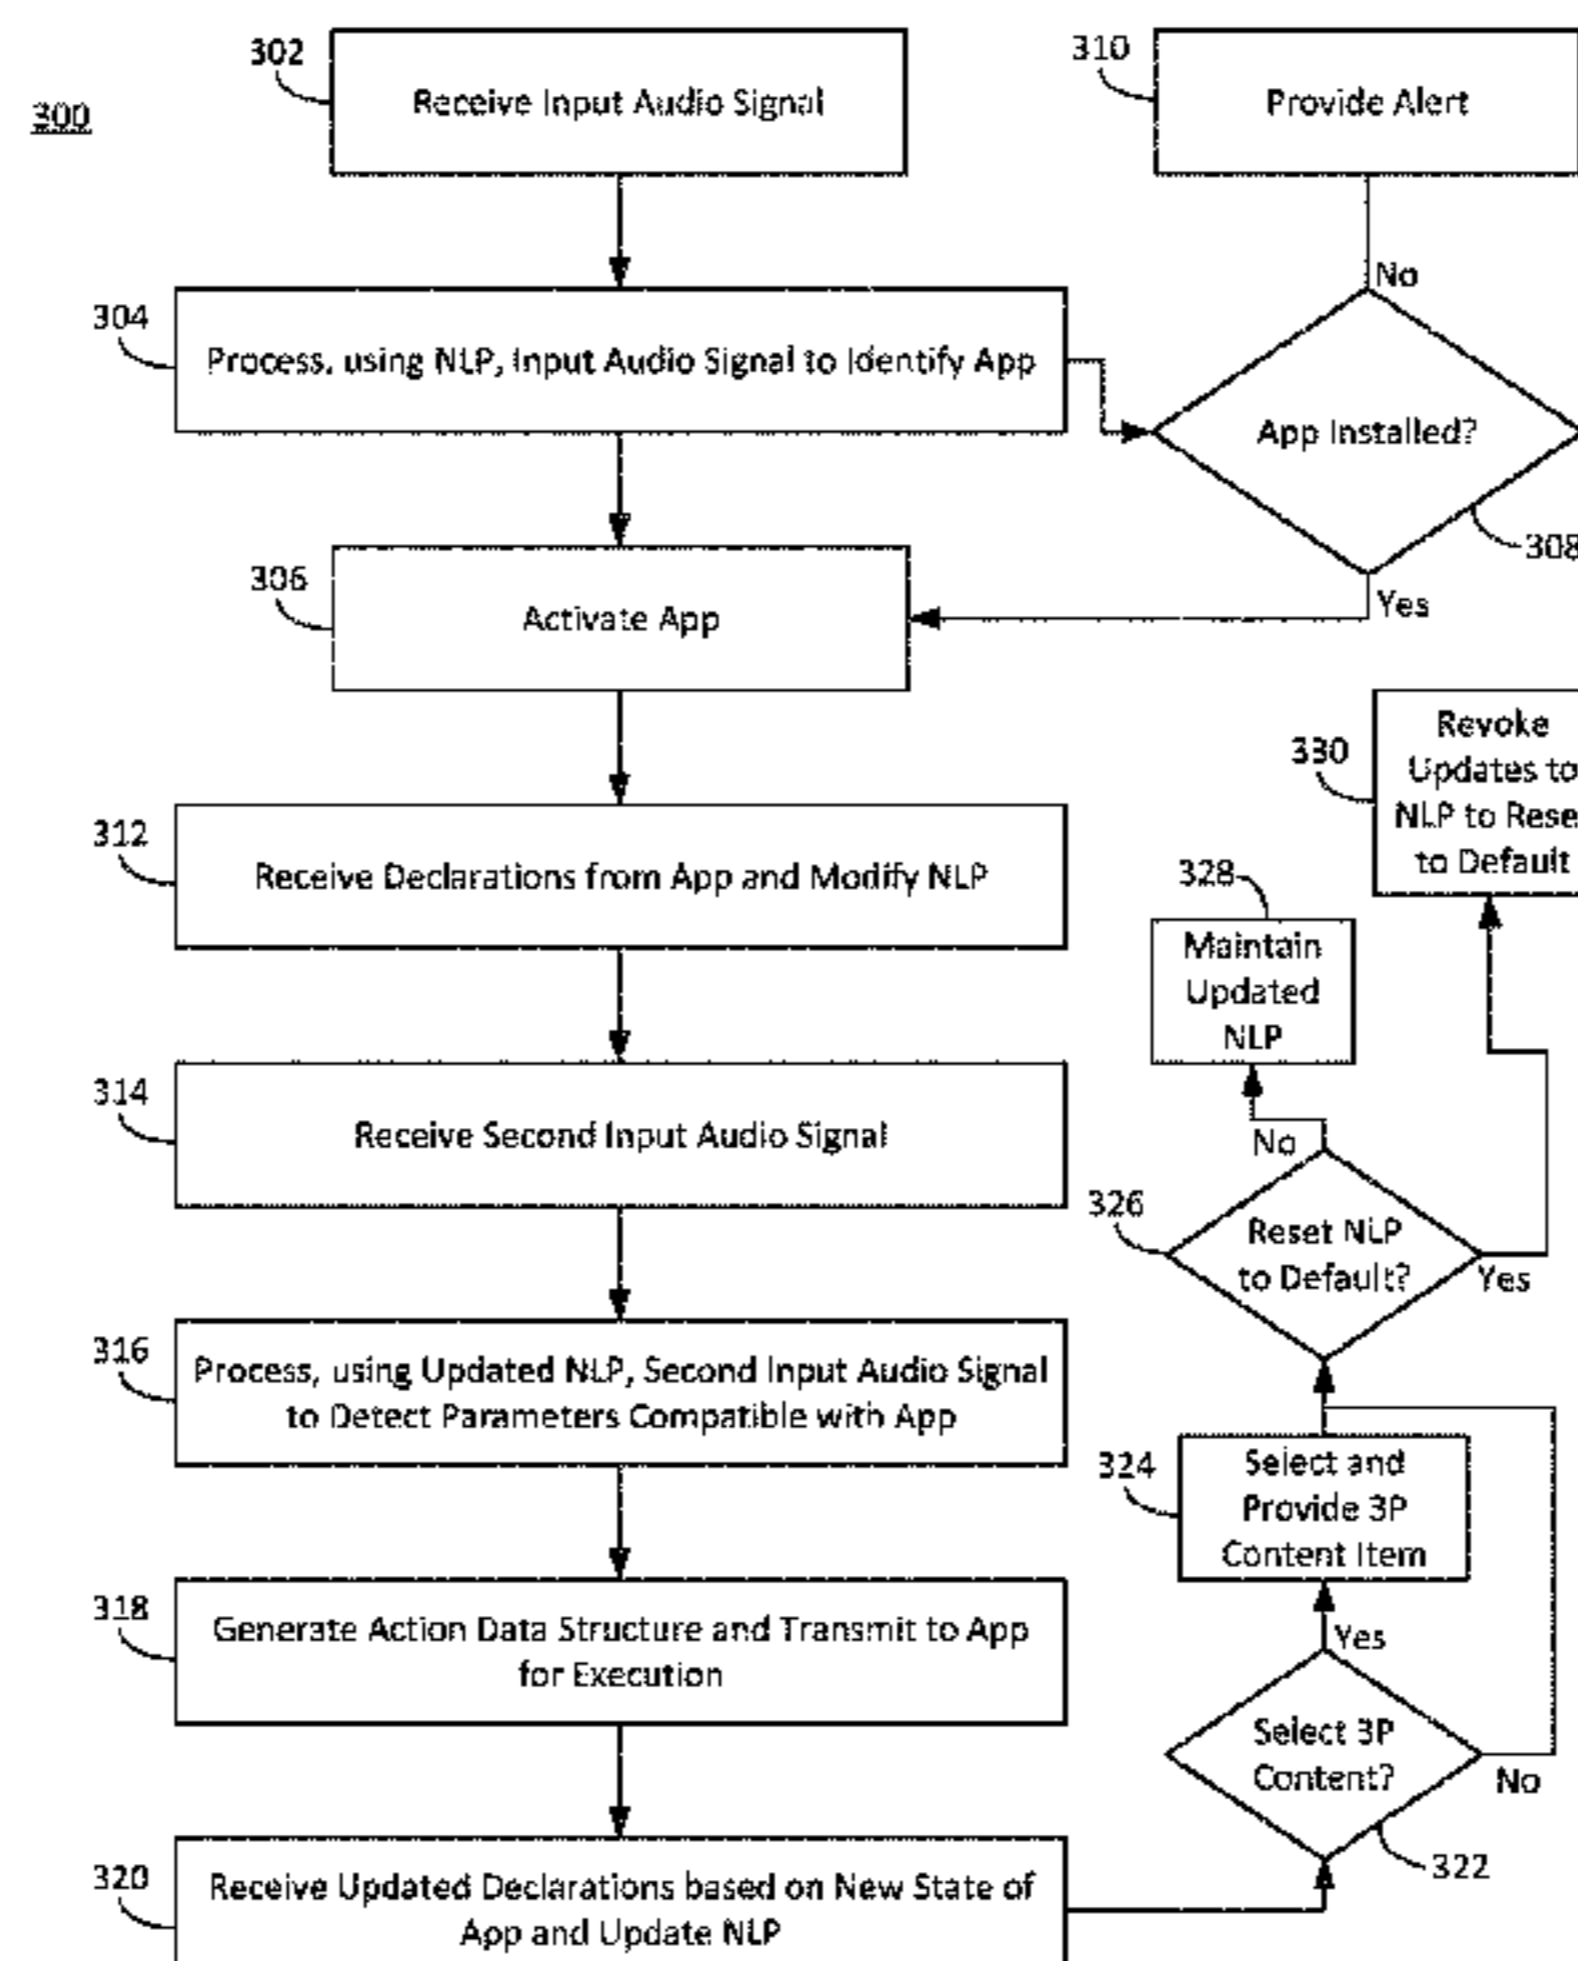 300
302
Receive Input Audio Signal
310
Provide Alert
304
Process, using NLP, Input Audio Signal to Identify App
No
App Installed?
308
Yes
306
Activate App
312
Receive Declarations from App and Modify NLP
314
Receive Second Input Audio Signal
316
Process, using Updated NLP, Second Input Audio Signal
to Detect Parameters Compatible with App
318
Generate Action Data Structure and Transmit to App
for Execution
320
Receive Updated Declarations based on New State of
App and Update NLP
322
Select 3P
Content?
No
Yes
324
Select and
Provide 3P
Content Item
326
Reset NLP
to Default?
No
Yes
328
Maintain
Updated
NLP
330
Revoke
Updates to
NLP to Rese
to Default